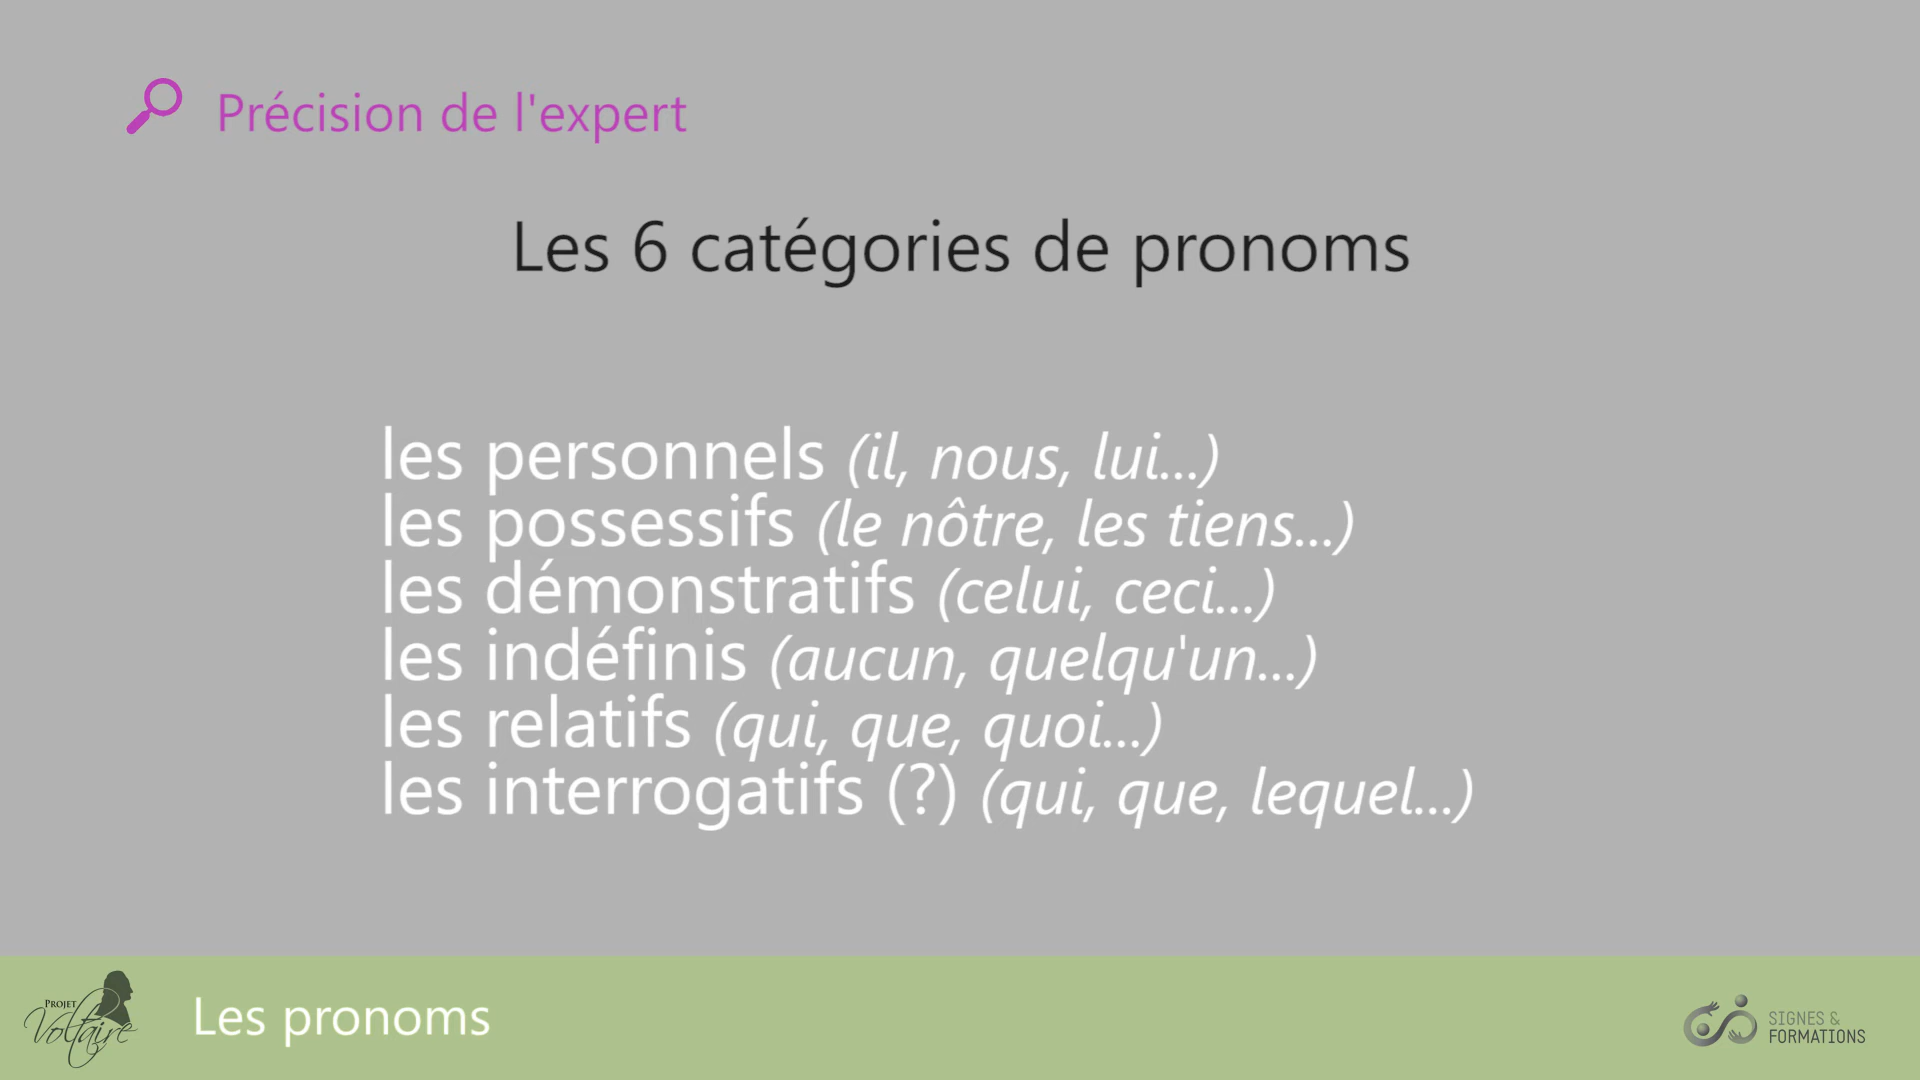 Précision de l'expert
Les 6 catégories de pronoms
les personnels (il, nous, lui...)
les possessifs (le nôtre, les tiens...)
les démonstratifs (celui, ceci...)
les indéfinis (aucun, quelqu'un...)
les relatifs (qui, que, quoi...)
les interrogatifs (?) (qui, que, lequel...)
PROJET
Voltaire
Les pronoms
SIGNES &
FORMATIONS